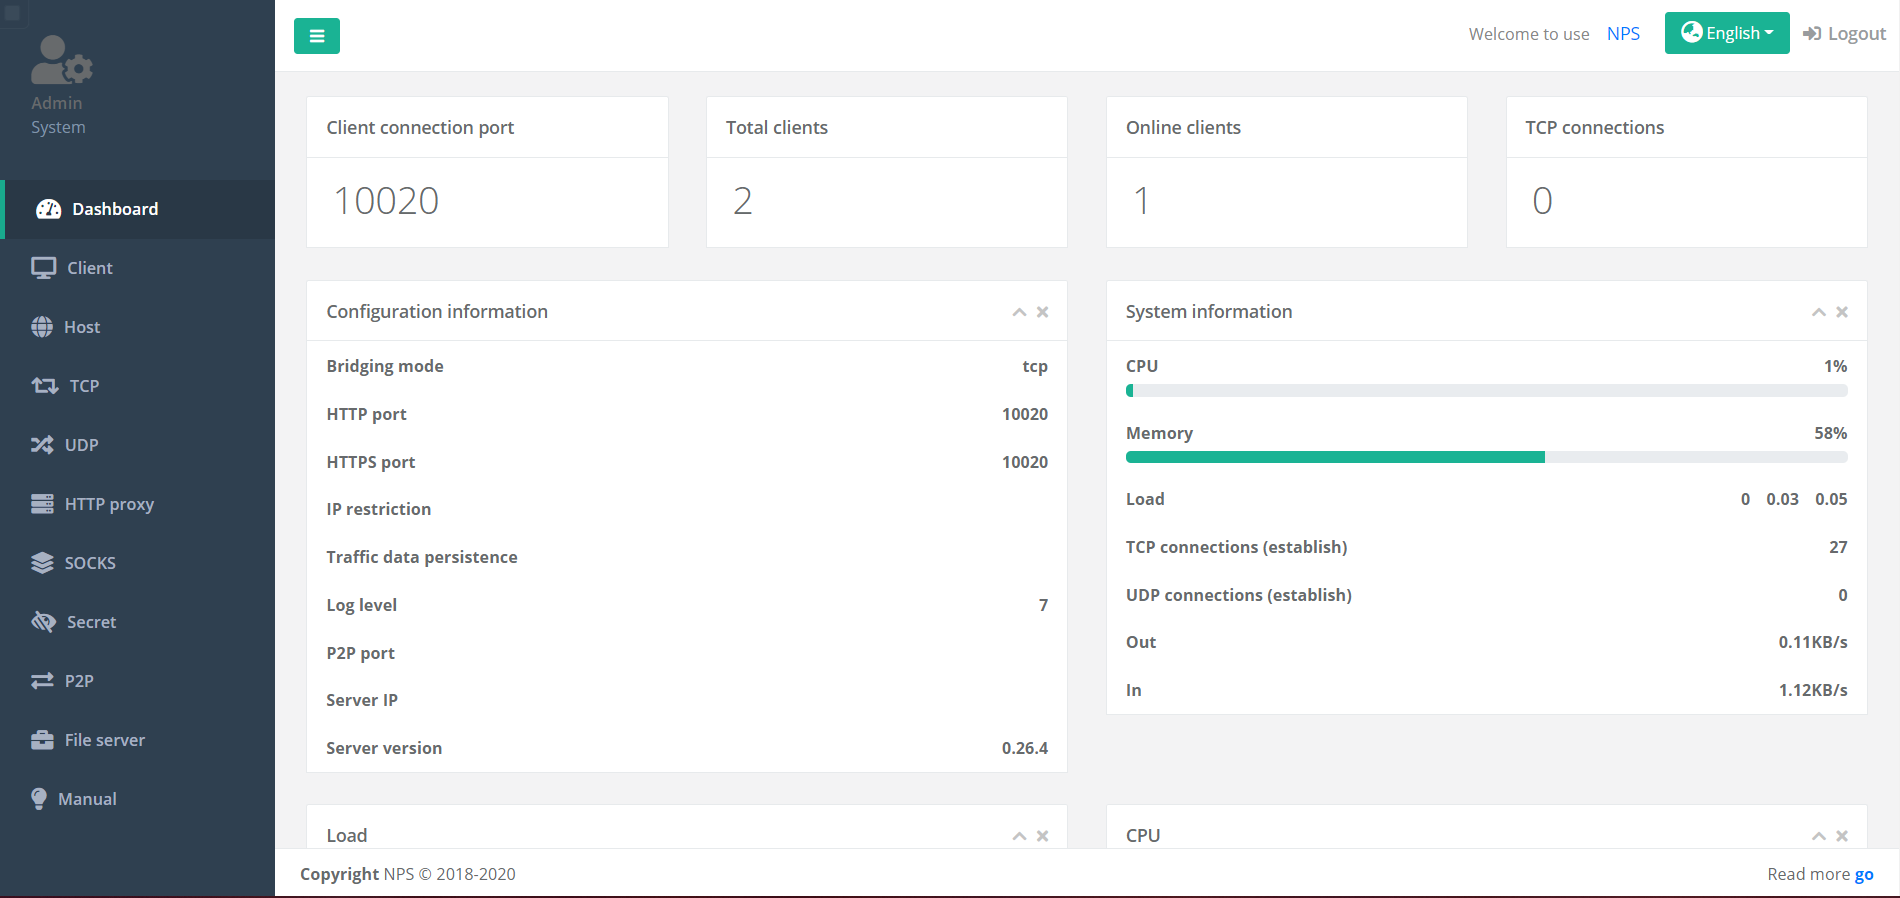 Welcome to use NPS English Logout
Admin
System
Dashboard
Client
Host
TCP
UDP
HTTP proxy
SOCKS
Secret
P2P
File server
Manual
Client connection port
10020
Total clients
2
Online clients
1
TCP connections
0
Configuration information
Bridging mode tcp
HTTP port 10020
HTTPS port 10020
IP restriction
Traffic data persistence
Log level 7
P2P port
Server IP
Server version 0.26.4
System information
CPU 1%
Memory 58%
Load 0 0.03 0.05
TCP connections (establish) 27
UDP connections (establish) 0
Out 0.11KB/s
In 1.12KB/s
Load
CPU
Copyright NPS © 2018-2020
Read more go